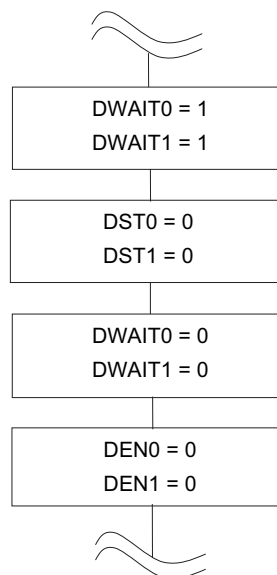 DWAIT0 = 1
DWAIT1 = 1
DST0 = 0
DST1 = 0
DWAIT0 = 0
DWAIT1 = 0
DEN0 = 0
DEN1 = 0